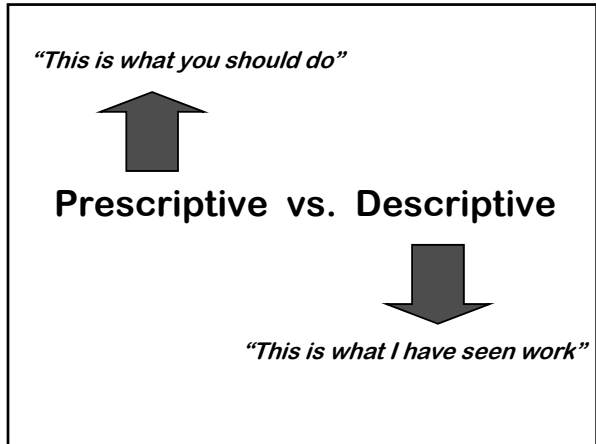 “This is what you should do”
Prescriptive vs. Descriptive
“This is what I have seen work”